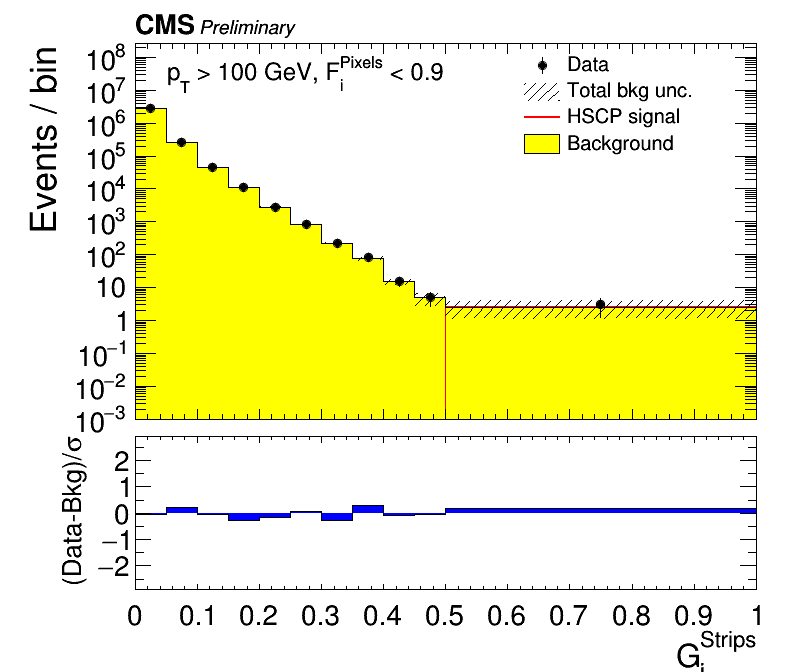 CMS Preliminary
p_T > 100 GeV, F_i^Pixels < 0.9
Data
Total bkg unc.
HSCP signal
Background
Events / bin
10^8
10^7
10^6
10^5
10^4
10^3
10^2
10
1
10^−1
10^−2
10^−3
(Data-Bkg)/σ
2
1
0
−1
−2
0 0.1 0.2 0.3 0.4 0.5 0.6 0.7 0.8 0.9 1
G_i^Strips